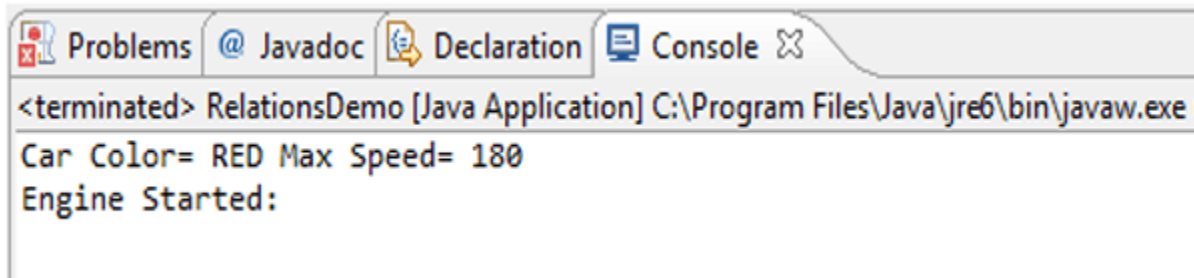 Problems @ Javadoc Declaration Console
<terminated> RelationsDemo [Java Application] C:\Program Files\Java\jre6\bin\javaw.exe
Car Color= RED Max Speed= 180
Engine Started: